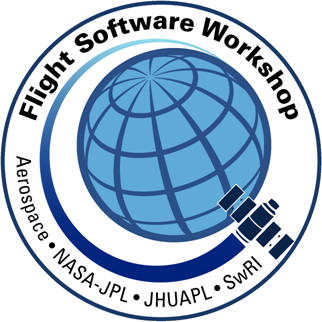 Flight Software Workshop
Aerospace • NASA-JPL • JHUAPL • SwRI